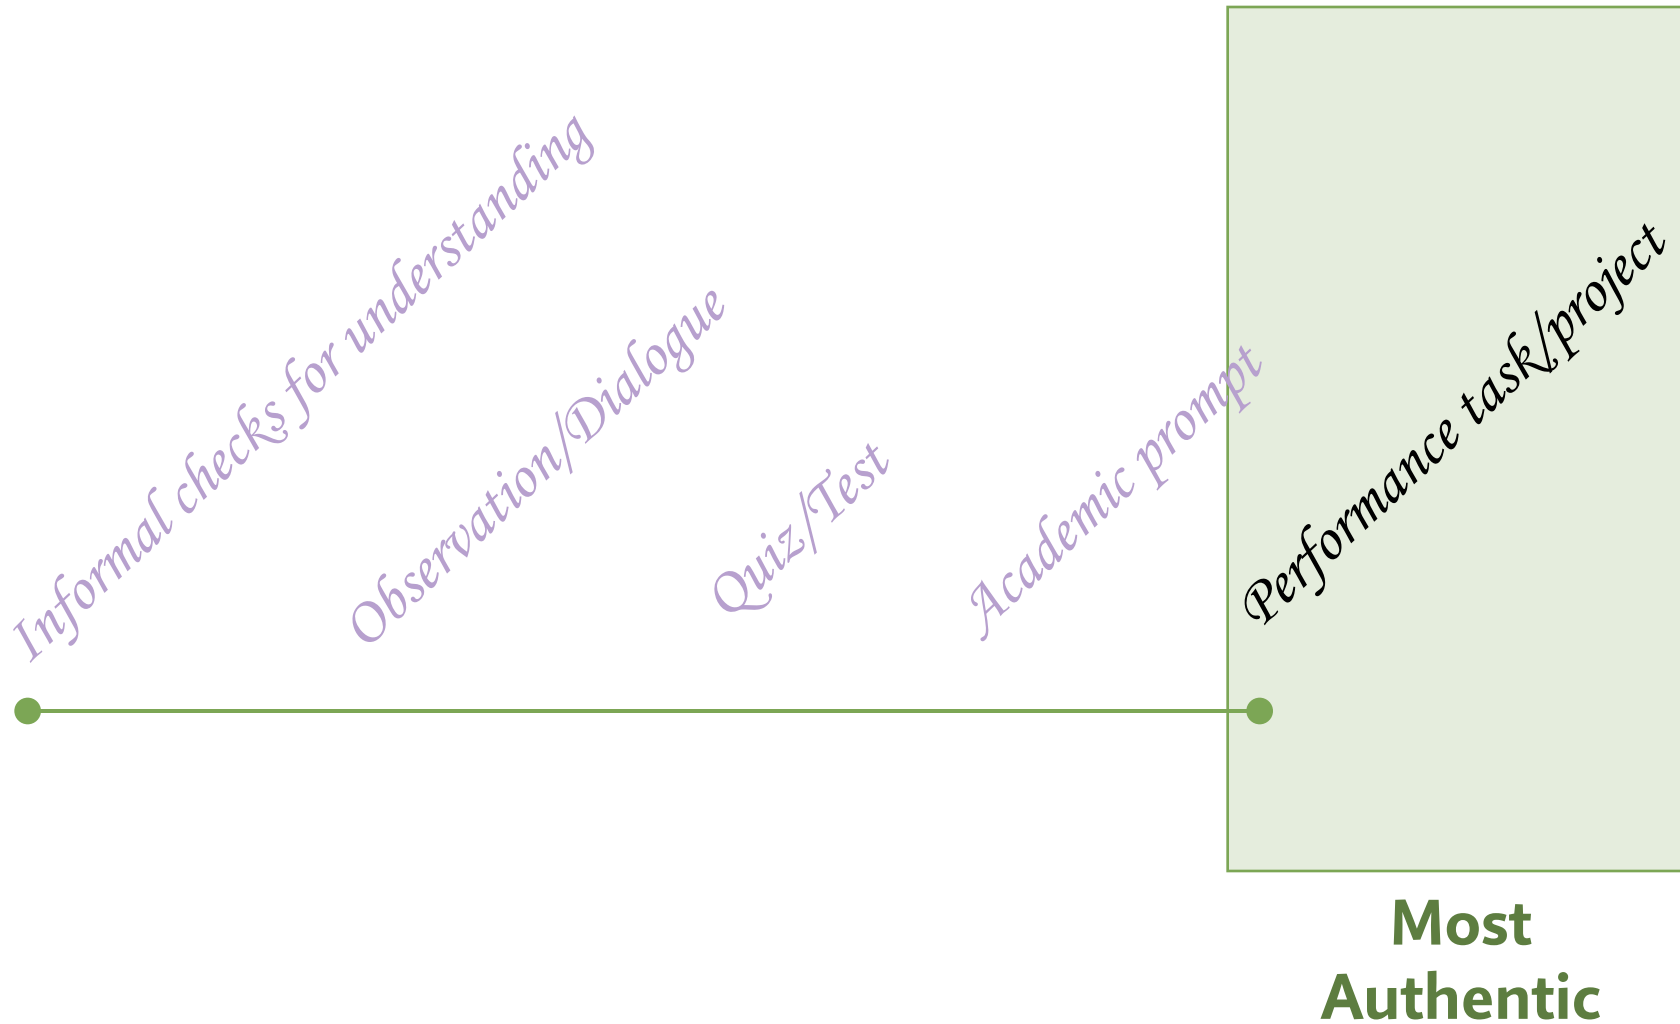 Informal checks for understanding
Observation/Dialogue
Quiz/Test
Academic prompt
Performance task/project
Most
Authentic